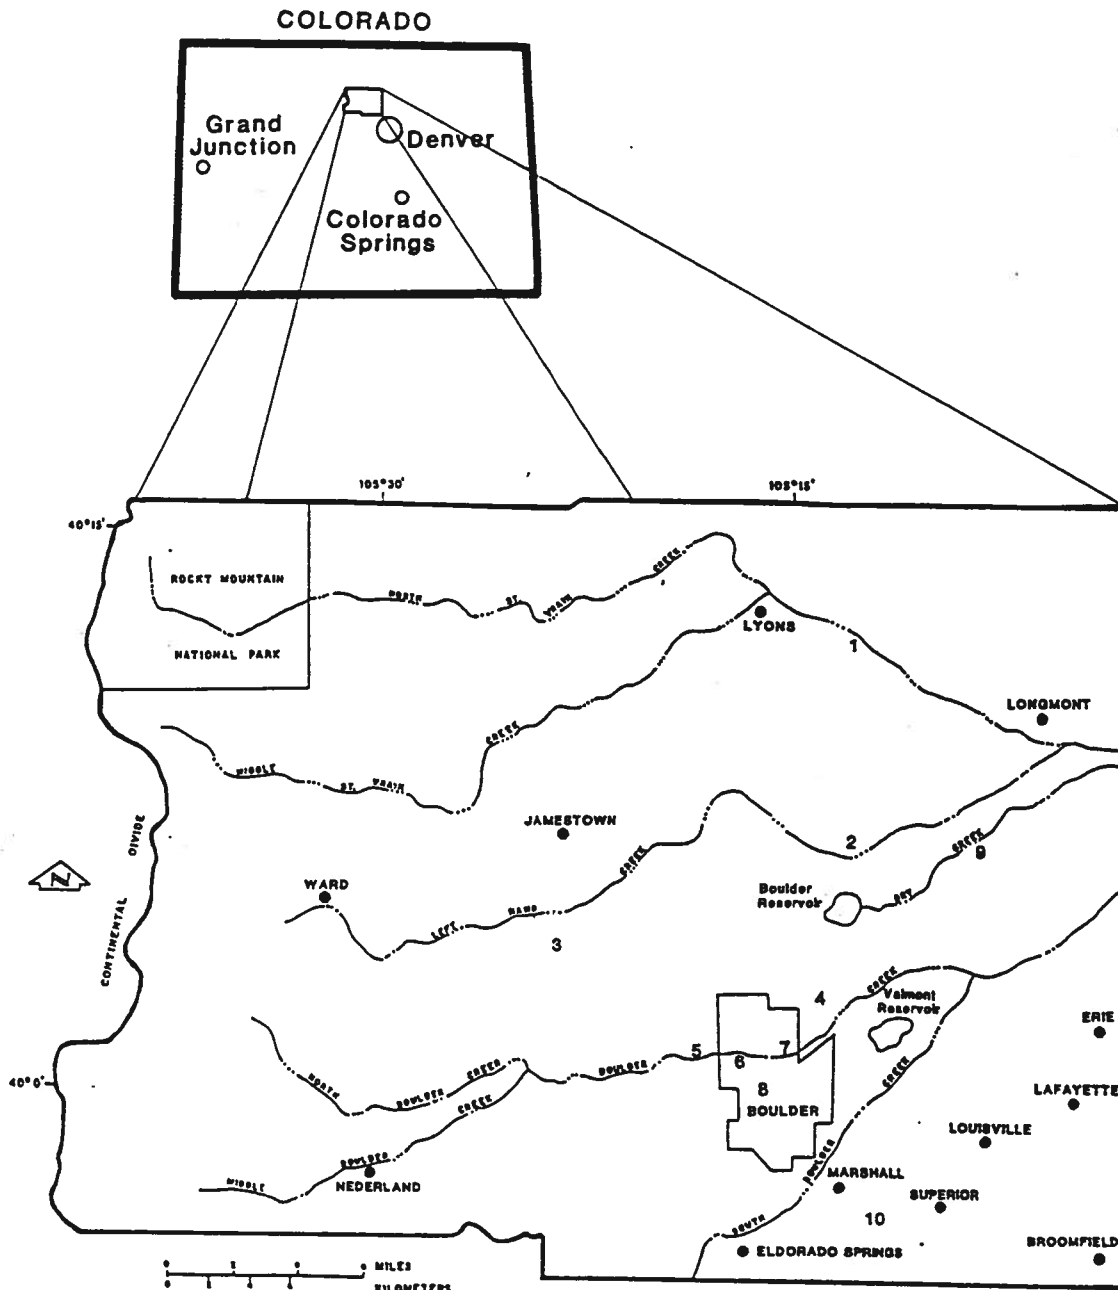 COLORADO
Grand
Junction
Denver
Colorado
Springs
105°30'
105°15'
40°15'
ROCKY MOUNTAIN
NATIONAL PARK
NORTH ST. VRAIN CREEK
LYONS
1
LONGMONT
MIDDLE ST. VRAIN CREEK
JAMESTOWN
2
CONTINENTAL DIVIDE
N
WARD
LEFT HAND CREEK
3
Boulder
Reservoir
DRY CREEK
9
4
BOULDER CREEK
Valmont
Reservoir
ERIE
5
6
7
8
BOULDER
40°0'
NORTH BOULDER CREEK
MIDDLE BOULDER CREEK
NEDERLAND
LAFAYETTE
LOUISVILLE
MARSHALL
SUPERIOR
10
SOUTH BOULDER CREEK
ELDORADO SPRINGS
BROOMFIELD
MILES
KILOMETERS